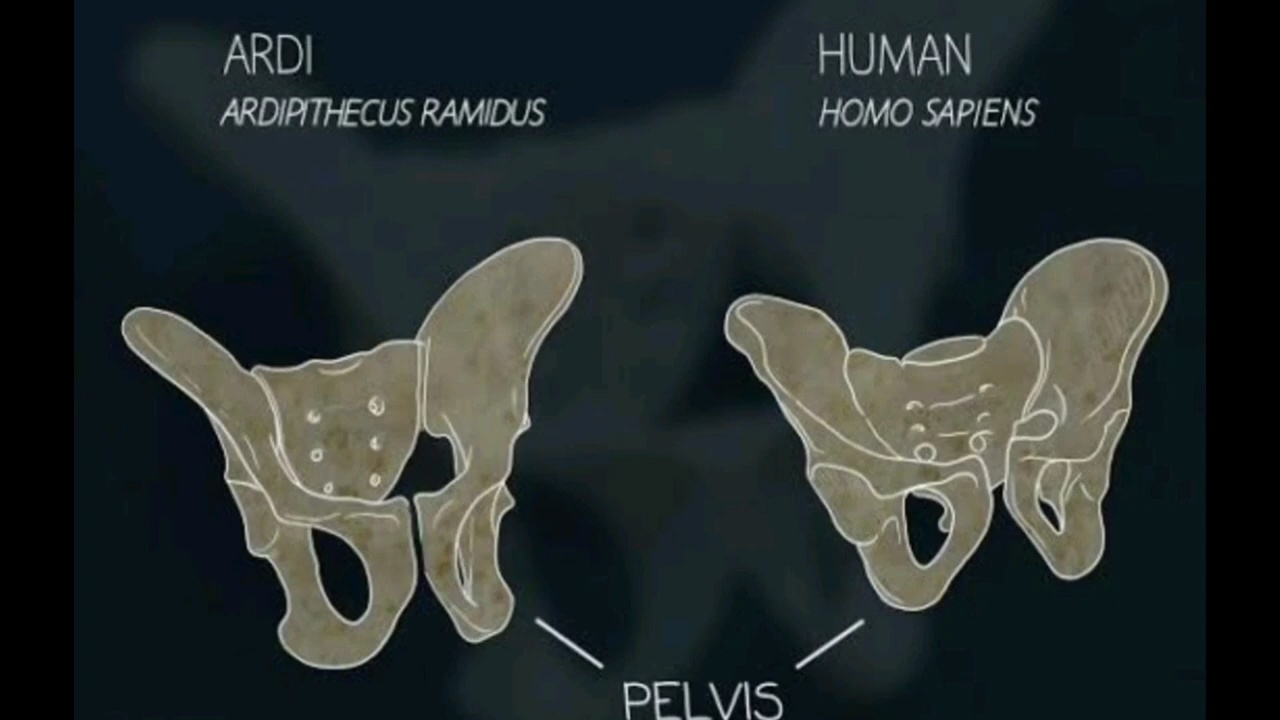 ARDI
ARDIPITHECUS RAMIDUS
HUMAN
HOMO SAPIENS
PELVIS